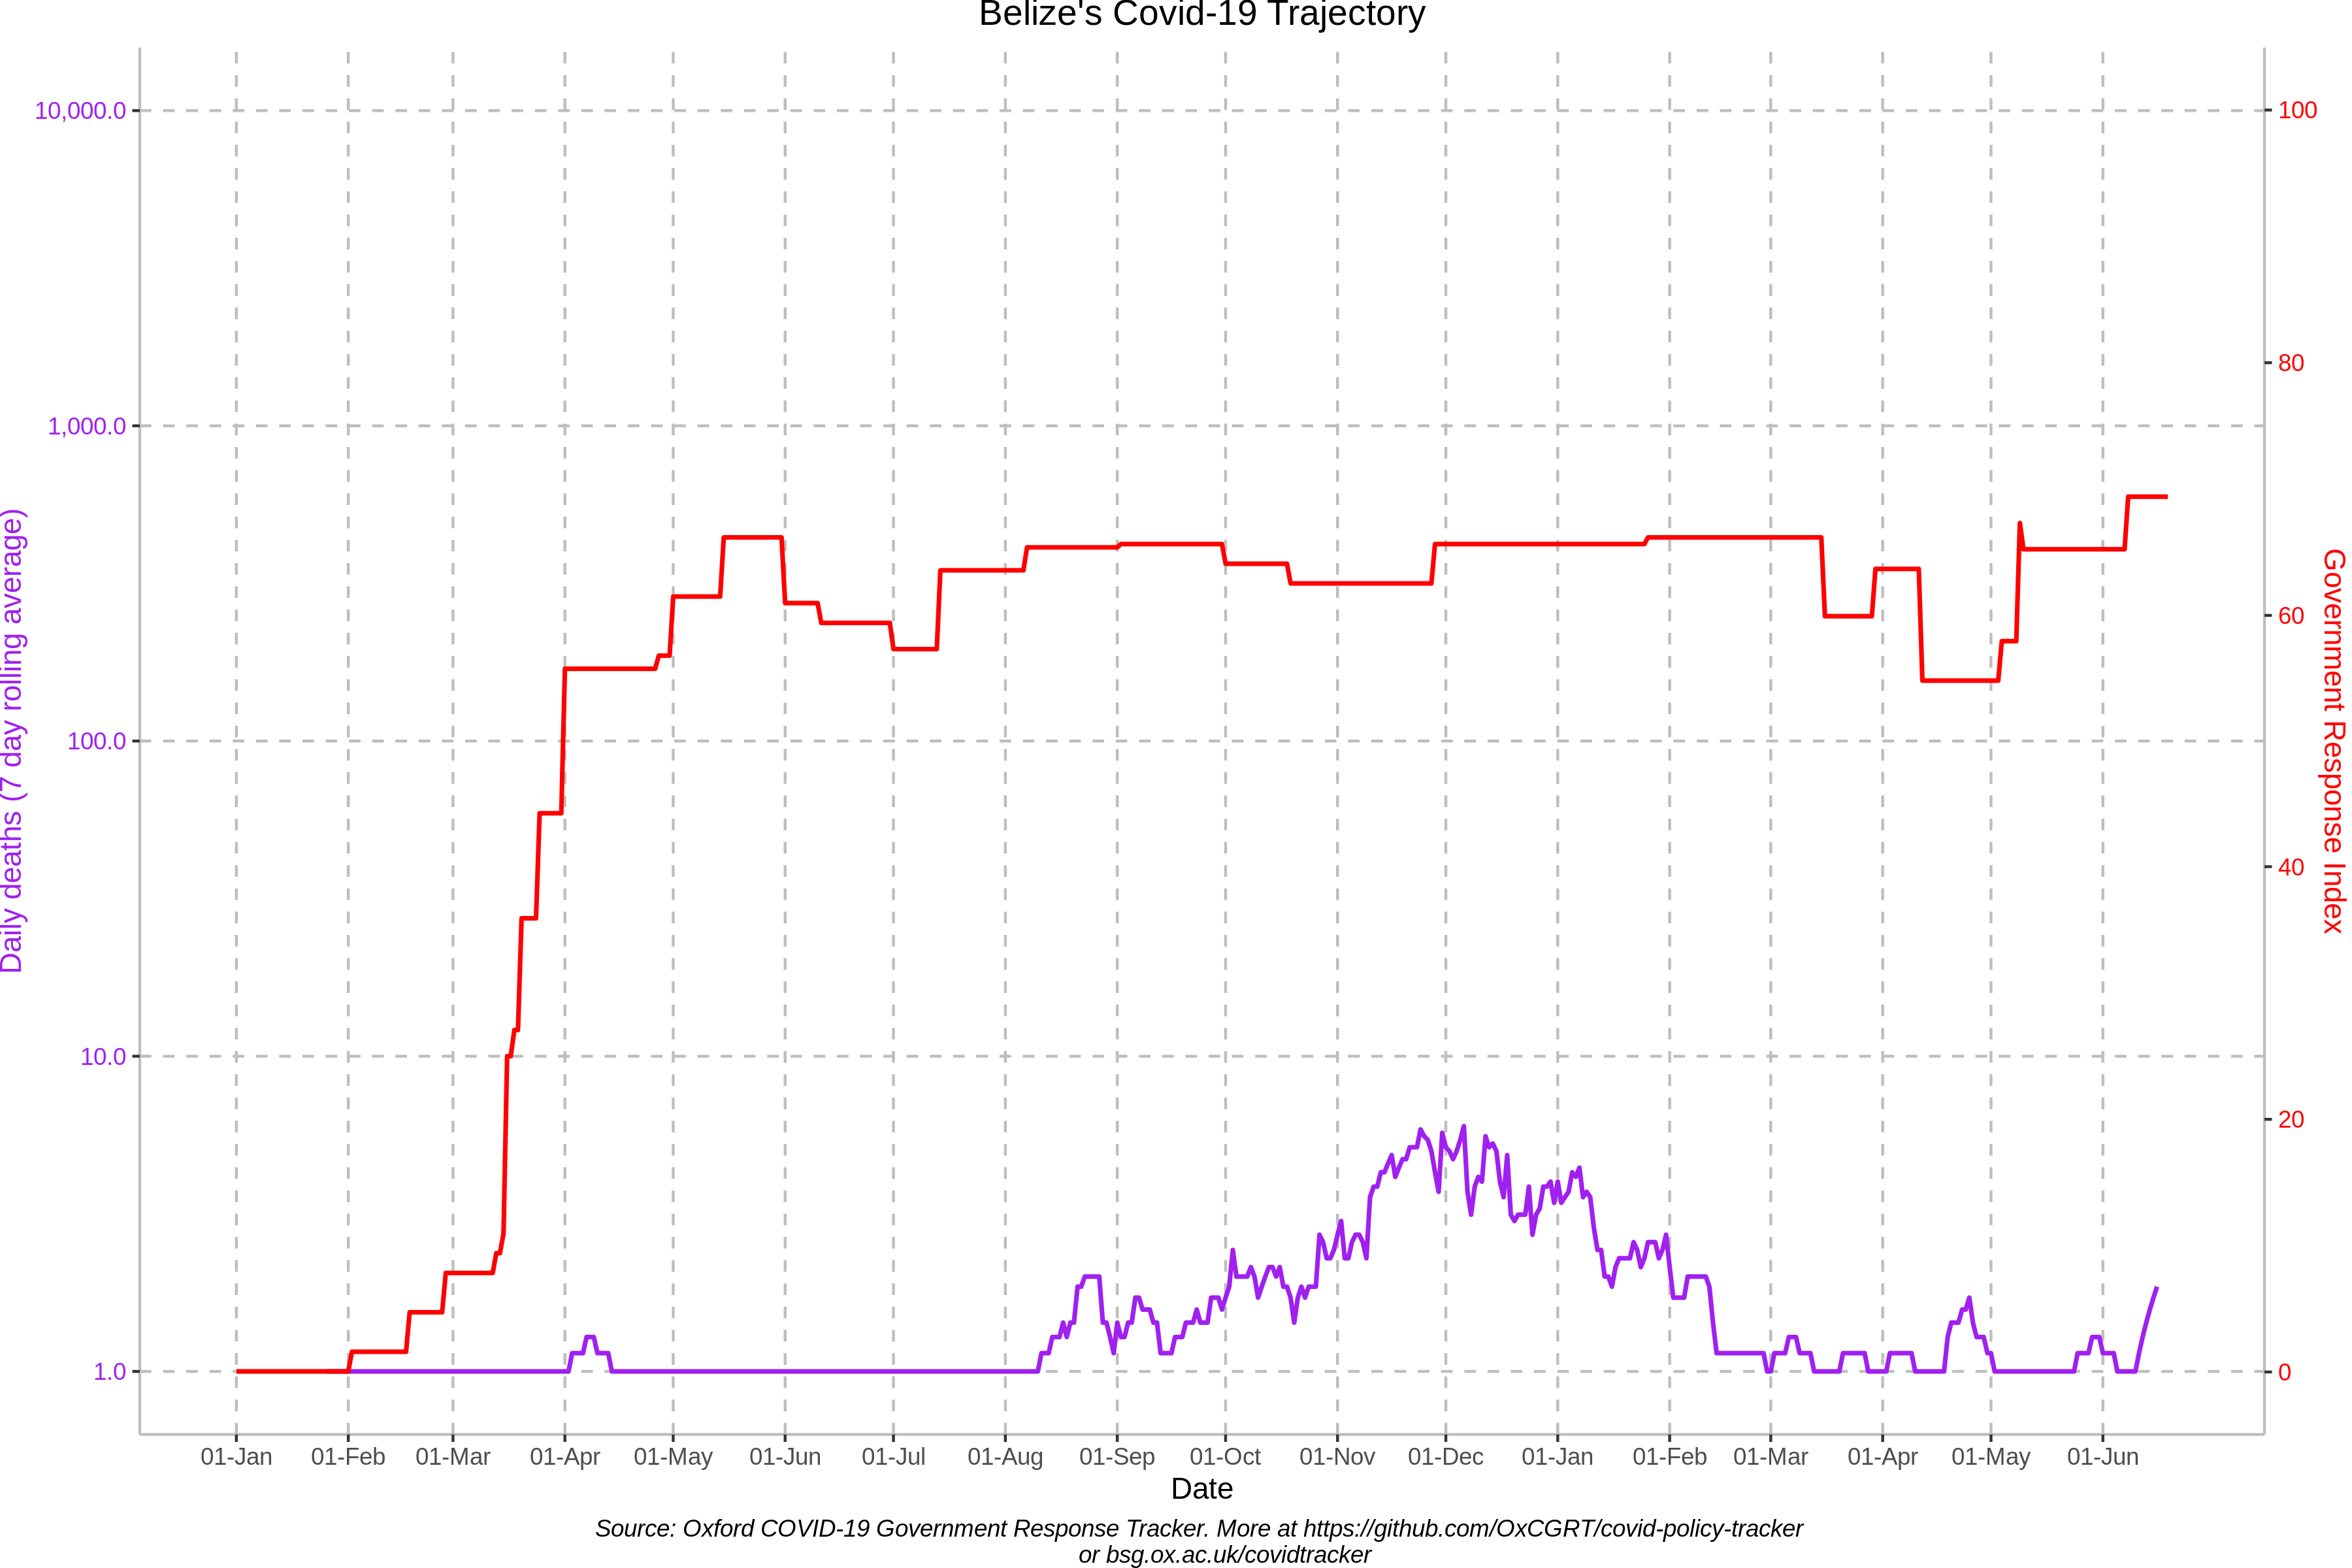 Belize's Covid-19 Trajectory
10,000.0
1,000.0
100.0
10.0
1.0
Daily deaths (7 day rolling average)
100
80
60
40
20
0
Government Response Index
01-Jan 01-Feb 01-Mar 01-Apr 01-May 01-Jun 01-Jul 01-Aug 01-Sep 01-Oct 01-Nov 01-Dec 01-Jan 01-Feb 01-Mar 01-Apr 01-May 01-Jun
Date
Source: Oxford COVID-19 Government Response Tracker. More at https://github.com/OxCGRT/covid-policy-tracker
or bsg.ox.ac.uk/covidtracker